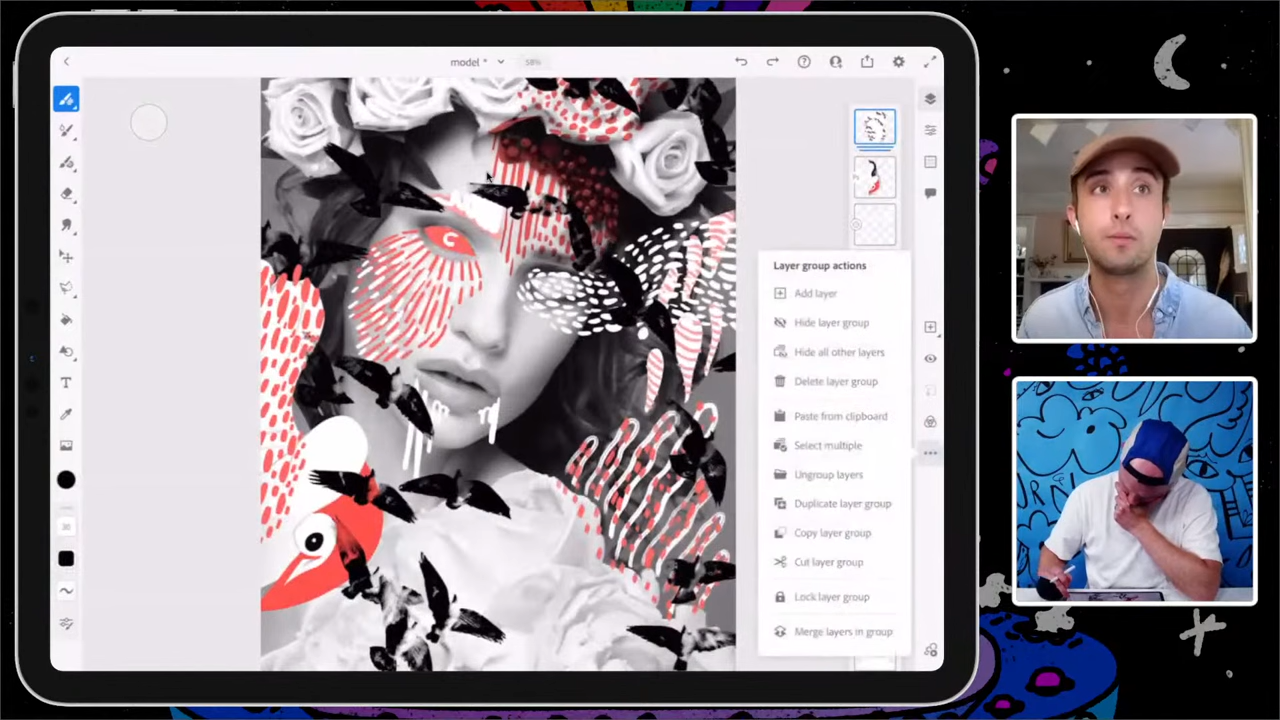 model *
58%
Layer group actions
Add layer
Hide layer group
Hide all other layers
Delete layer group
Paste from clipboard
Select multiple
Ungroup layers
Duplicate layer group
Copy layer group
Cut layer group
Lock layer group
Merge layers in group
T
30